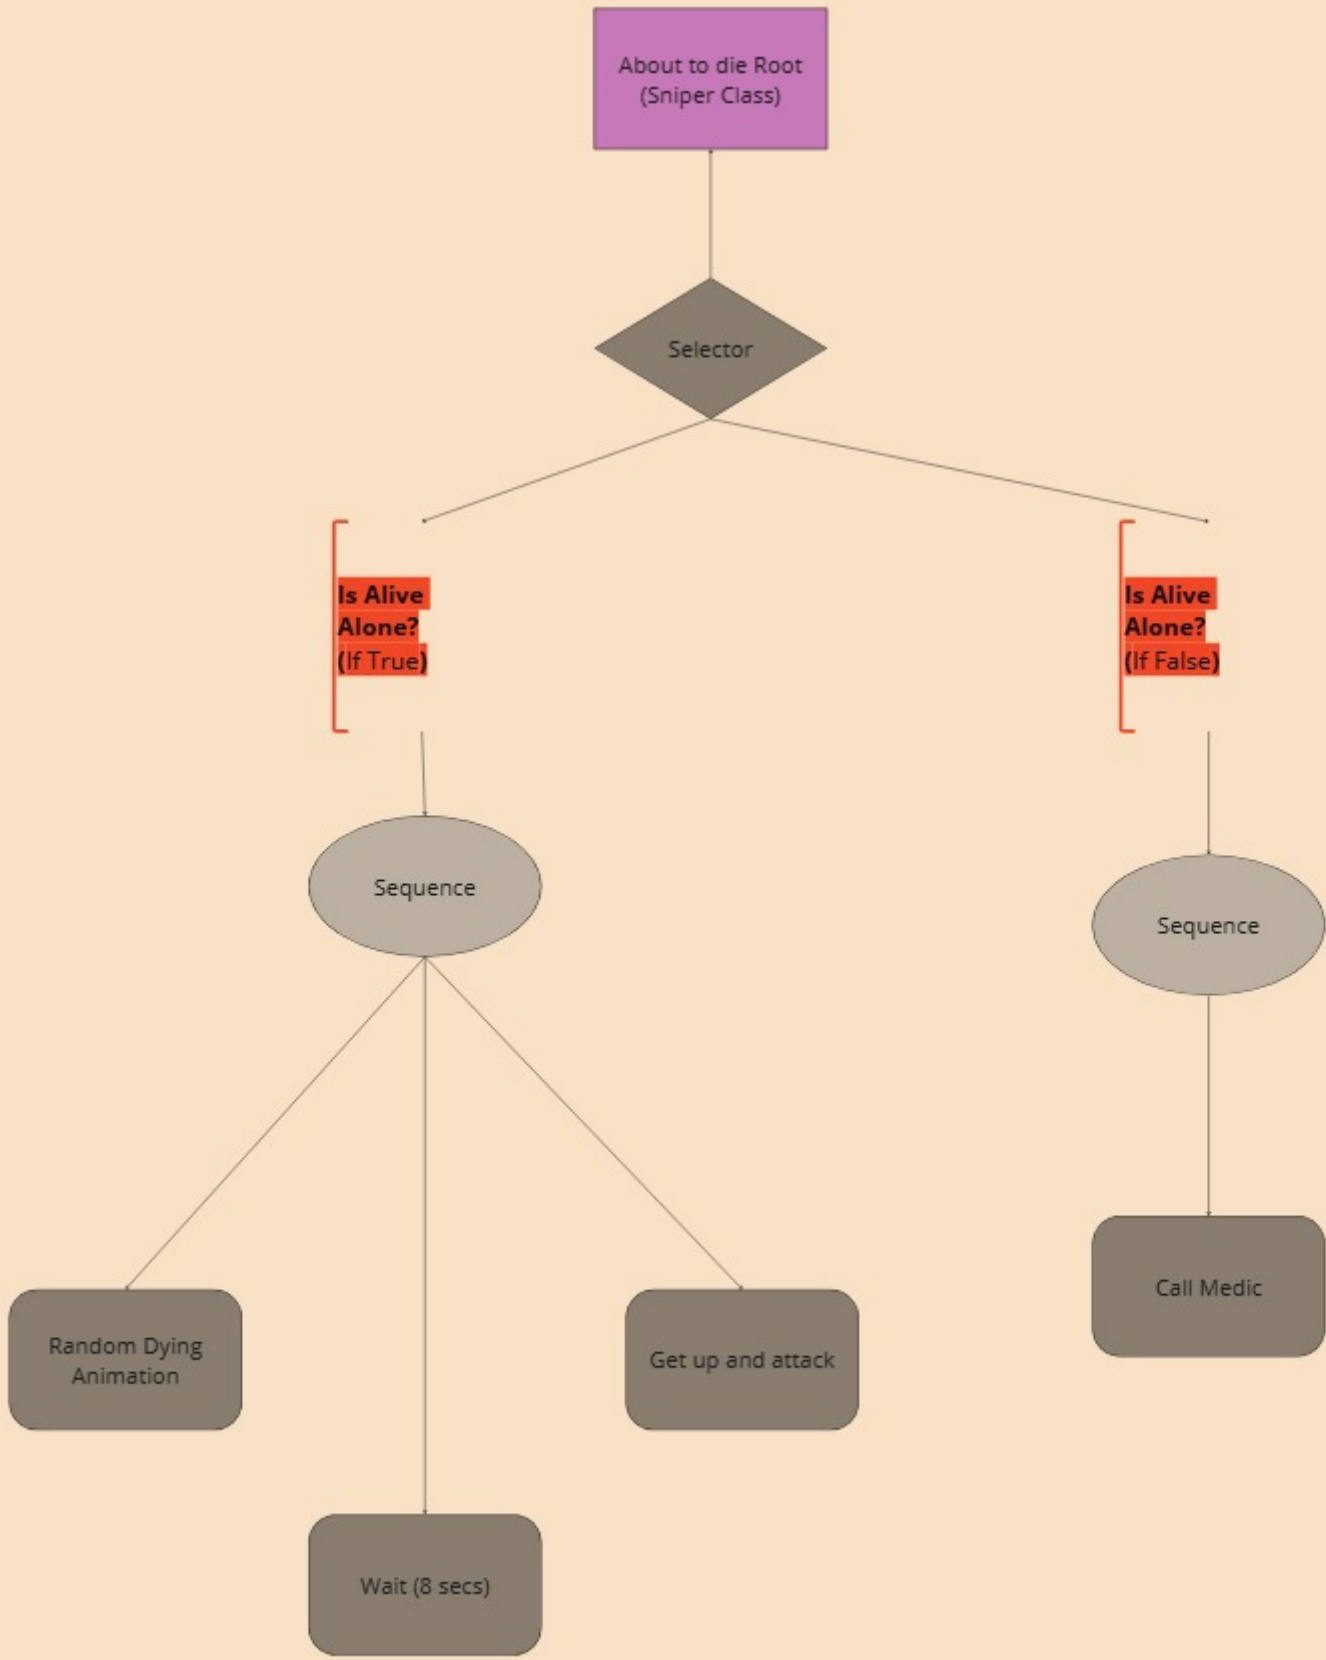 About to die Root
(Sniper Class)
Selector
Is Alive
Alone?
(If True)
Is Alive
Alone?
(If False)
Sequence
Sequence
Random Dying
Animation
Wait (8 secs)
Get up and attack
Call Medic